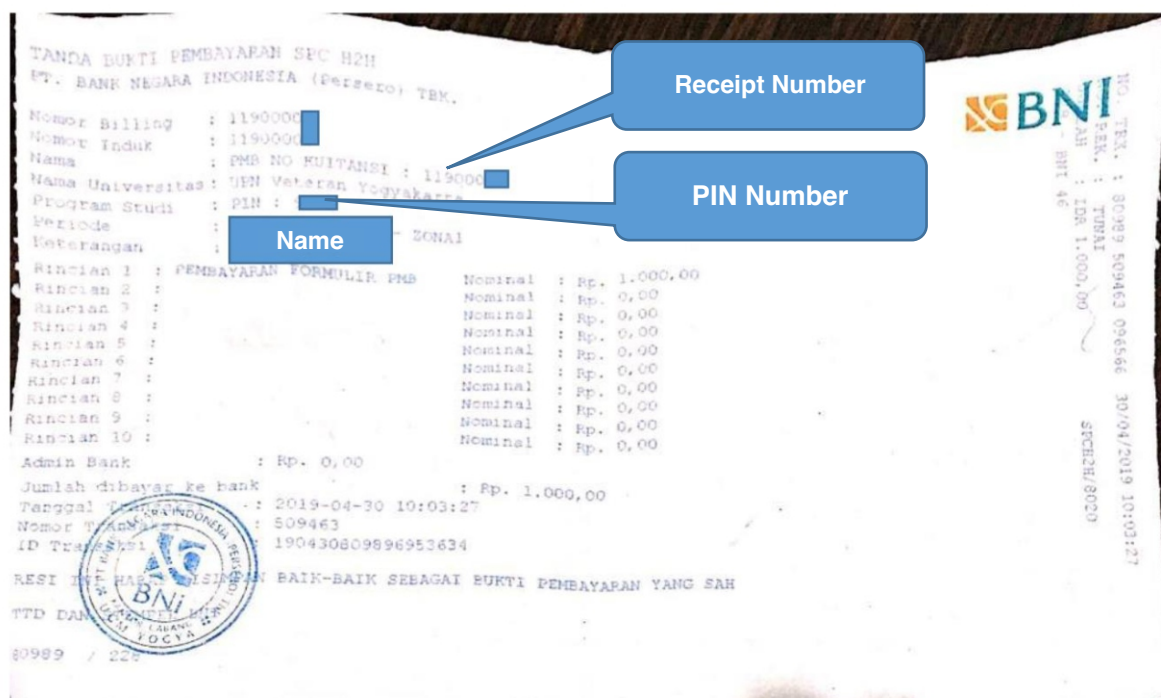 TANDA BUKTI PEMBAYARAN SPC H2H
PT. BANK NEGARA INDONESIA (Persero) TBK.
Nomor Billing : 1190000
Nomor Induk : 1190000
Nama : PMB NO KUITANSI : 119000
Nama Universitas : UPN Veteran Yogyakarta
Program Studi : PIN :
Periode :
Keterangan : - ZONA1
Rincian 1 : PEMBAYARAN FORMULIR PMB Nominal : Rp. 1.000,00
Rincian 2 : Nominal : Rp. 0,00
Rincian 3 : Nominal : Rp. 0,00
Rincian 4 : Nominal : Rp. 0,00
Rincian 5 : Nominal : Rp. 0,00
Rincian 6 : Nominal : Rp. 0,00
Rincian 7 : Nominal : Rp. 0,00
Rincian 8 : Nominal : Rp. 0,00
Rincian 9 : Nominal : Rp. 0,00
Rincian 10 : Nominal : Rp. 0,00
Admin Bank : Rp. 0,00
Jumlah dibayar ke bank : Rp. 1.000,00
Tanggal Transaksi : 2019-04-30 10:03:27
Nomor Transaksi : 509463
ID Transaksi : 190430809896953634
RESI INI HARAP DISIMPAN BAIK-BAIK SEBAGAI BUKTI PEMBAYARAN YANG SAH
TTD DAN
80989 / 228
Receipt Number
PIN Number
Name
BNI
NO. TRX. : 80989 509463 096566 30/04/2019 10:03:27
REK. : TUNAI
: IDR 1.000,00 SPCH2H/8020
BNI 46
BNI
YOGYA